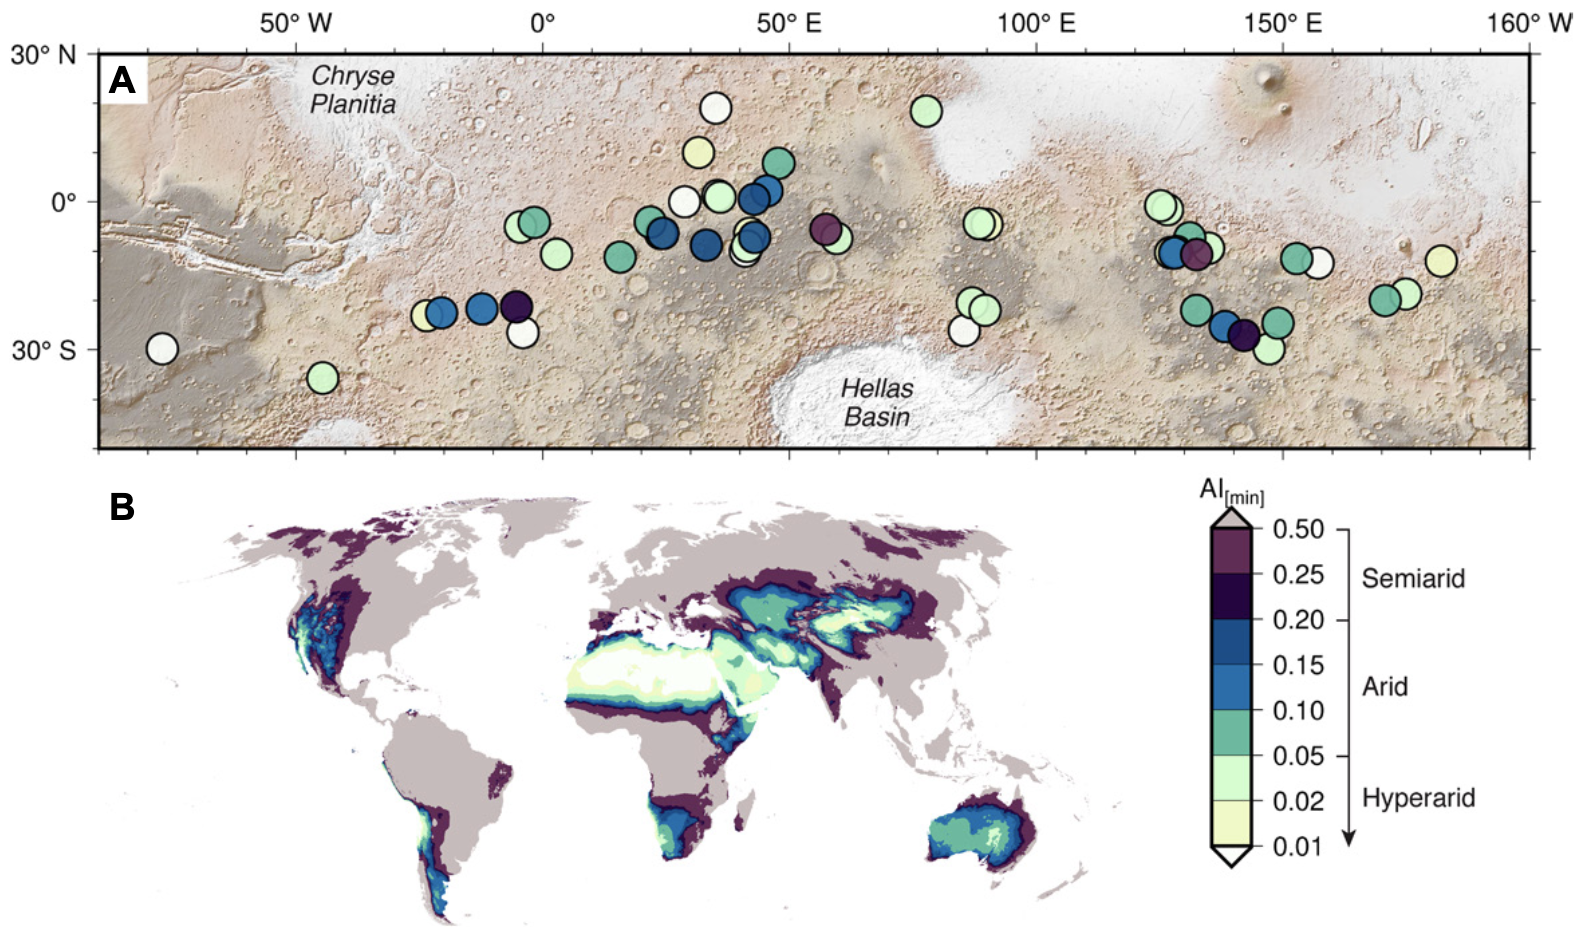 50° W 0° 50° E 100° E 150° E 160° W
30° N
A
Chryse
Planitia
0°
30° S
Hellas
Basin
B
AI[min]
0.50
0.25
Semiarid
0.20
0.15
Arid
0.10
0.05
0.02
Hyperarid
0.01